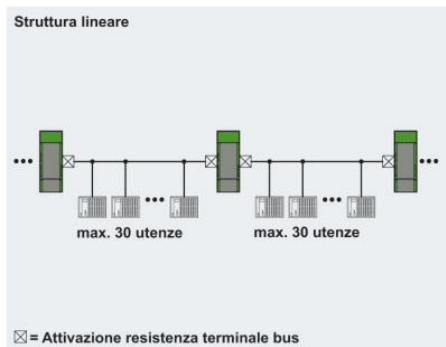 Struttura lineare
max. 30 utenze max. 30 utenze
= Attivazione resistenza terminale bus